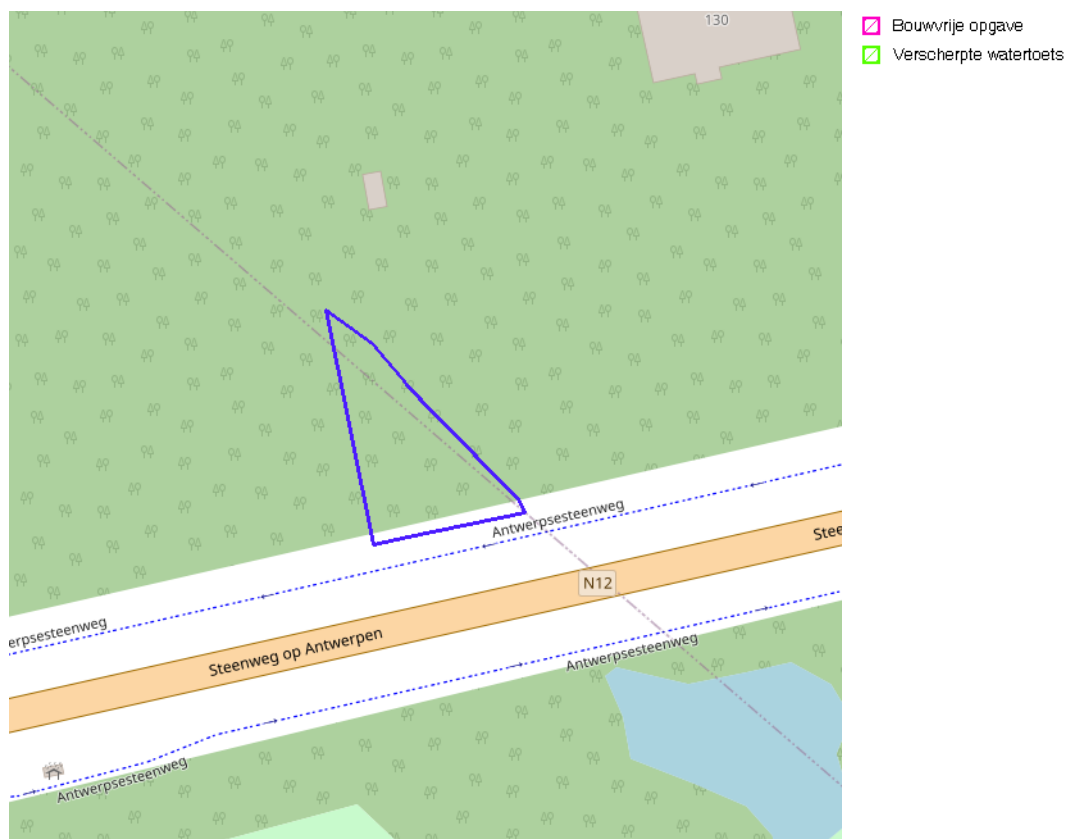 130
Bouwvrije opgave
Verscherpte watertoets
Antwerpsesteenweg
Stee
N12
erpsesteenweg
Steenweg op Antwerpen
Antwerpsesteenweg
Antwerpsesteenweg